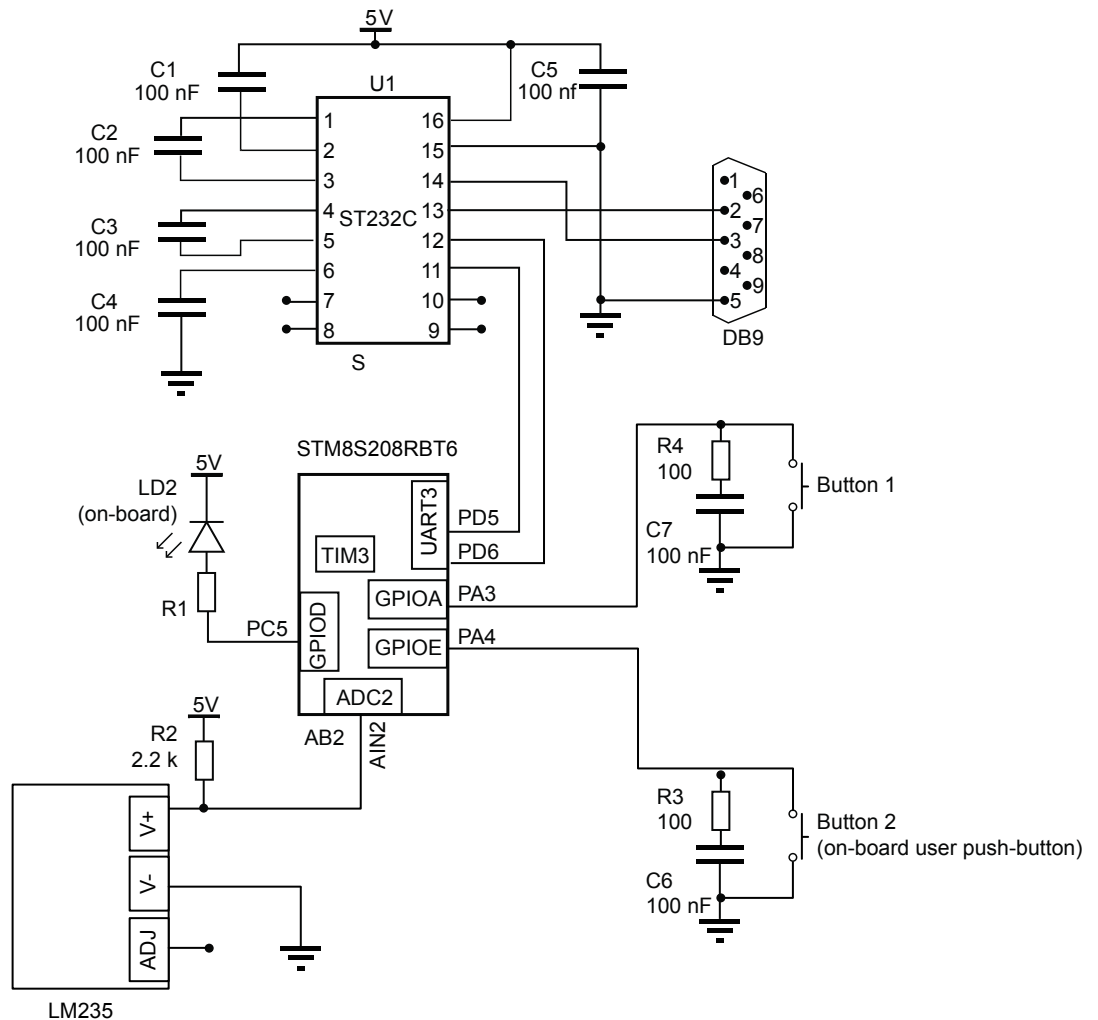 5V
C1
100 nF
C5
100 nf
U1
C2
100 nF
C3
100 nF
C4
100 nF
1
2
3
4
5
6
7
8
16
15
14
13
12
11
10
9
ST232C
S
1
6
2
7
3
8
4
9
5
DB9
STM8S208RBT6
5V
LD2
(on-board)
R1
PC5
UART3
TIM3
GPIOA
GPIOD
GPIOE
ADC2
PD5
PD6
PA3
PA4
AB2
AIN2
R4
100
C7
100 nF
Button 1
5V
R2
2.2 k
V+
V-
ADJ
LM235
R3
100
C6
100 nF
Button 2
(on-board user push-button)